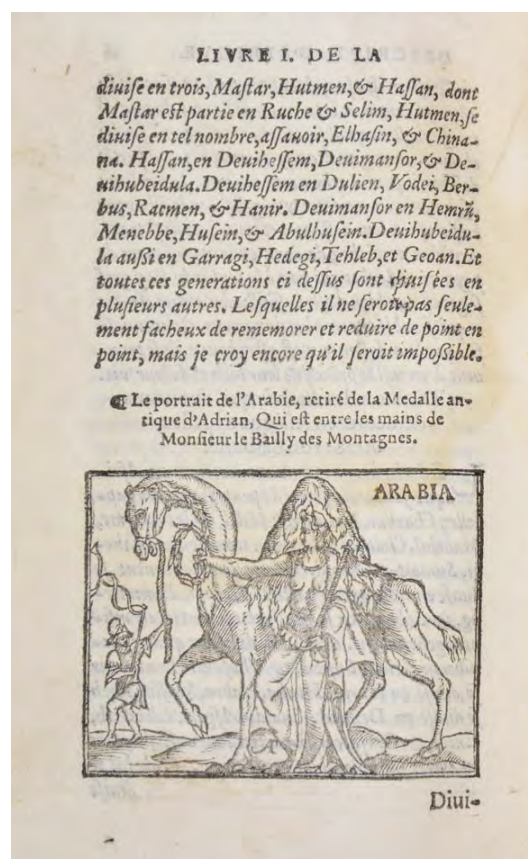 LIVRE I. DE LA
diuiſe en trois, Maſtar, Hutmen, & Haſſan, dont
Maſtar eſt partie en Ruche & Selim, Hutmen, ſe
diuiſe en tel nombre, aſſauoir, Elhaſin, & China-
na. Haſſan, en Deuiheſſem, Deuimanſor, & De-
uihubeidula. Deuiheſſem en Dulien, Vodei, Ber-
bus, Racmen, & Hanir. Deuimanſor en Hemrũ,
Menebbe, Huſein, & Abulhuſein. Deuihubeidu-
la auſsi en Garragi, Hedegi, Tehleb, et Geoan. Et
toutes ces generations ci deſſus ſont diuiſées en
pluſieurs autres. Leſquelles il ne ſeroit pas ſeule-
ment facheux de rememorer et reduire de point en
point, mais je croy encore qu'il ſeroit impoſsible.
¶ Le portrait de l'Arabie, retiré de la Medalle an-
tique d'Adrian, Qui eſt entre les mains de
Monſieur le Bailly des Montagnes.
ARABIA
Diui-